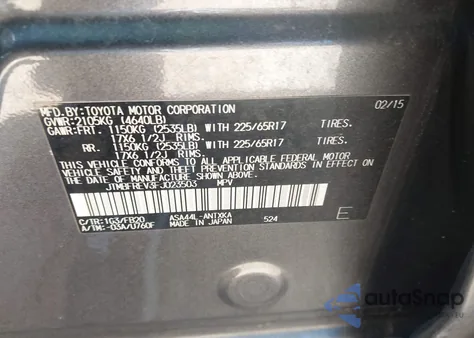 MFD.BY: TOYOTA MOTOR CORPORATION 02/15
GVWR: 2105KG (4640LB)
GAWR: FRT. 1150KG (2535LB) WITH 225/65R17 TIRES.
17X6 1/2J RIMS.
RR. 1150KG (2535LB) WITH 225/65R17 TIRES.
17X6 1/2J RIMS.
THIS VEHICLE CONFORMS TO ALL APPLICABLE FEDERAL MOTOR
VEHICLE SAFETY, BUMPER, AND THEFT PREVENTION STANDARDS IN EFFECT
ON THE DATE OF MANUFACTURE SHOWN ABOVE.
JTMBFREV3FJ023503 MPV
C/TR: 1G3/FB20 ASA44L-ANTXKA 524 E
A/TM: -03A/U760F MADE IN JAPAN
autoSnap